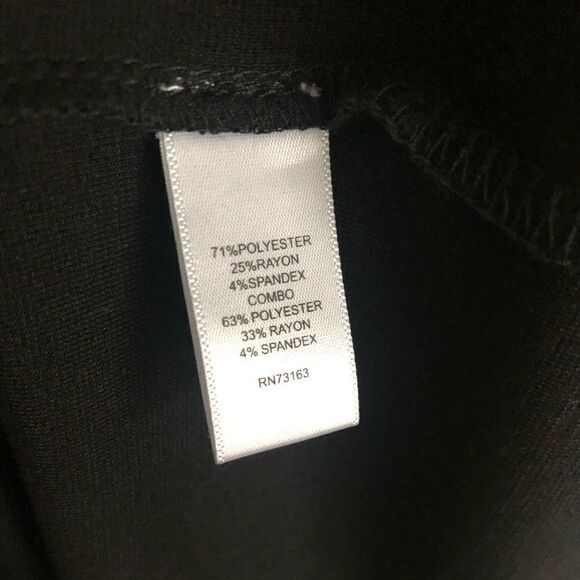 71%POLYESTER
25%RAYON
4%SPANDEX
COMBO
63% POLYESTER
33% RAYON
4% SPANDEX
RN73163